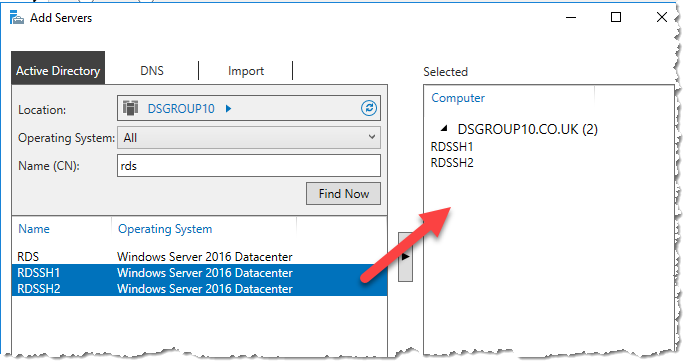 Add Servers
Active Directory
DNS
Import
Location:
DSGROUP10
Operating System:
All
Name (CN):
rds
Find Now
Name Operating System
RDS Windows Server 2016 Datacenter
RDSSH1 Windows Server 2016 Datacenter
RDSSH2 Windows Server 2016 Datacenter
Selected
Computer
DSGROUP10.CO.UK (2)
RDSSH1
RDSSH2